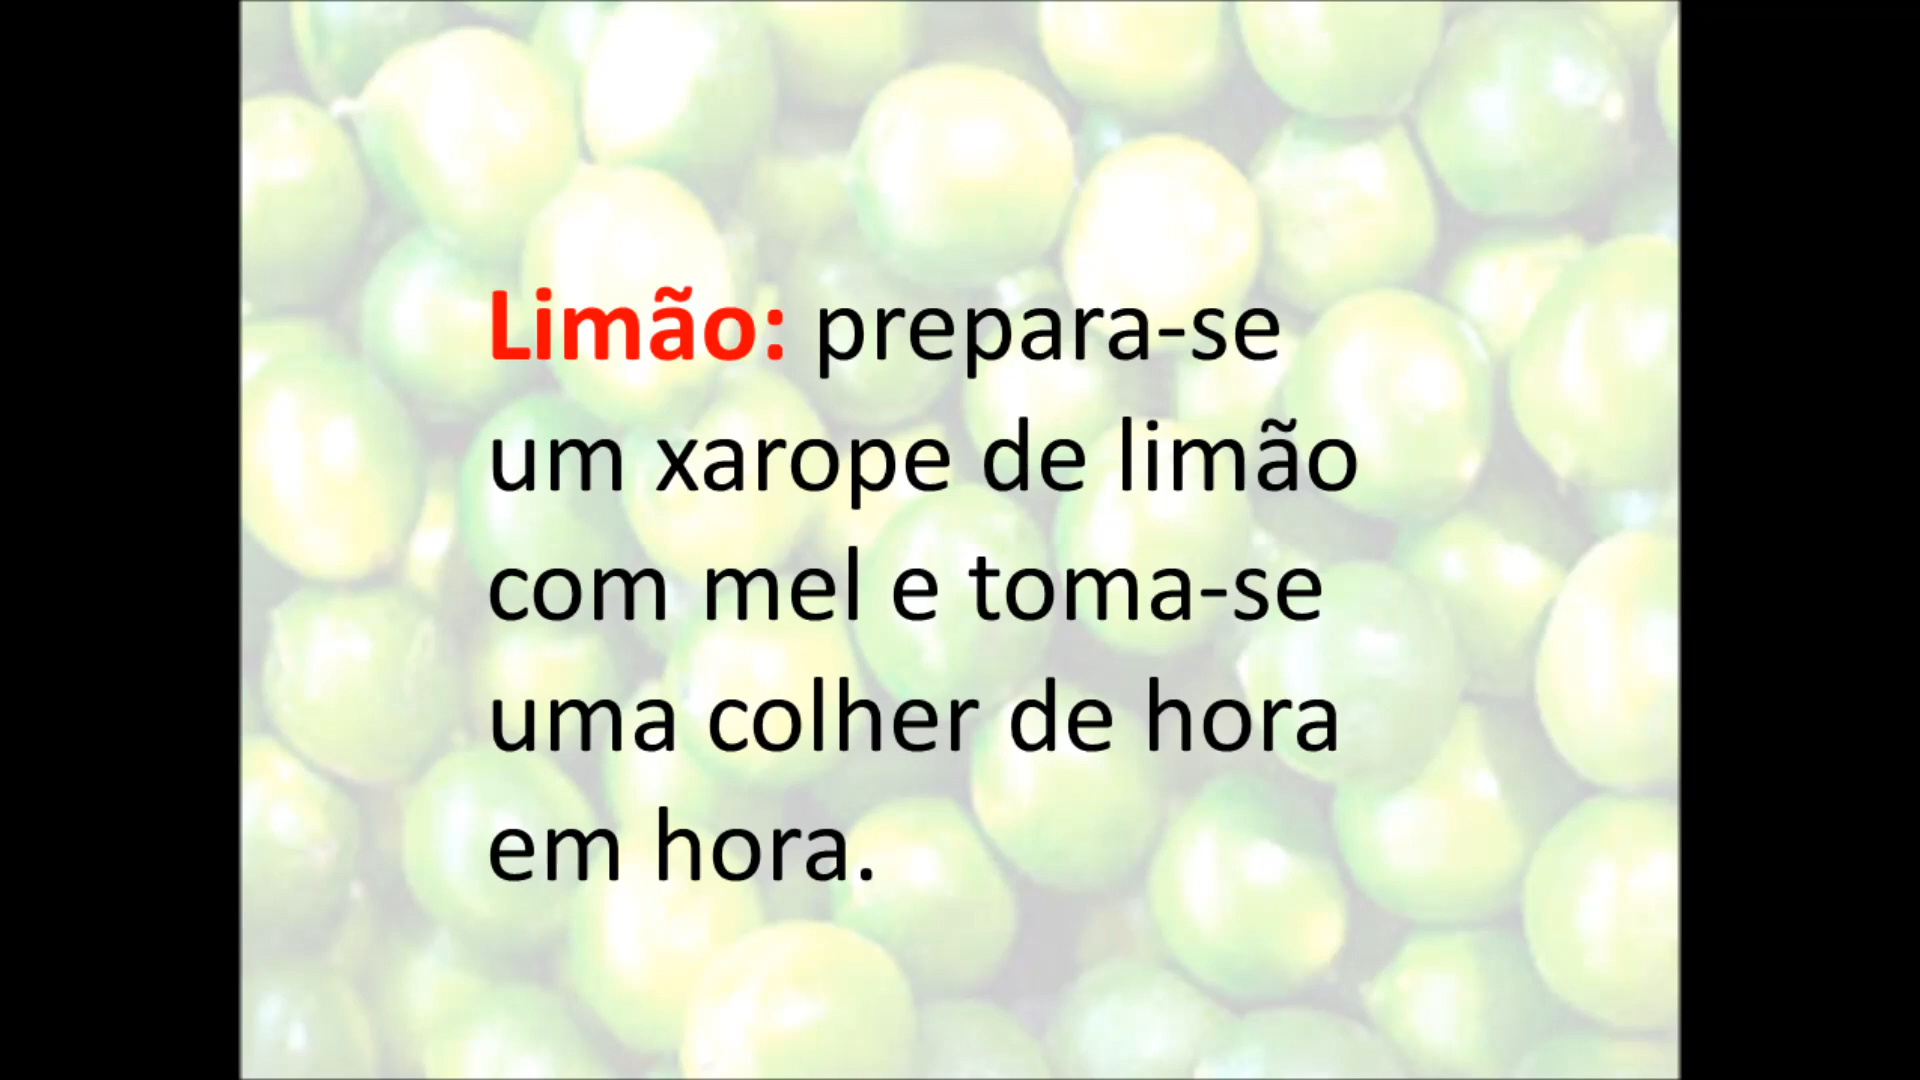 Limão: prepara-se
um xarope de limão
com mel e toma-se
uma colher de hora
em hora.